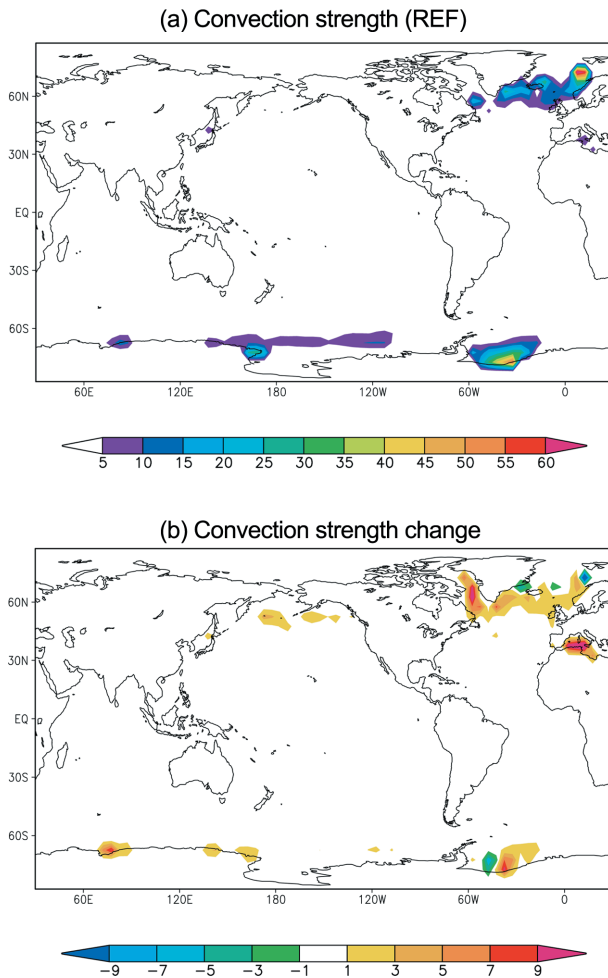 (a) Convection strength (REF)
60N
30N
EQ
30S
60S
60E 120E 180 120W 60W 0
5 10 15 20 25 30 35 40 45 50 55 60
(b) Convection strength change
60N
30N
EQ
30S
60S
60E 120E 180 120W 60W 0
-9 -7 -5 -3 -1 1 3 5 7 9